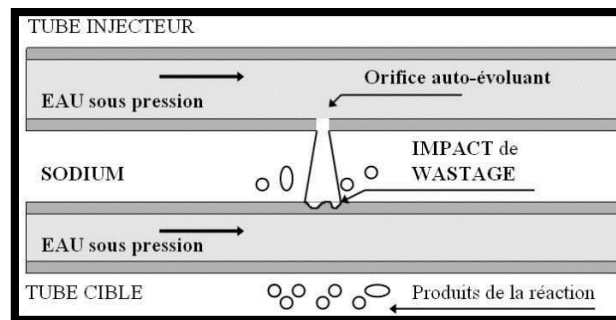 TUBE INJECTEUR
Orifice auto-évoluant
EAU sous pression
IMPACT de
WASTAGE
SODIUM
EAU sous pression
TUBE CIBLE
Produits de la réaction